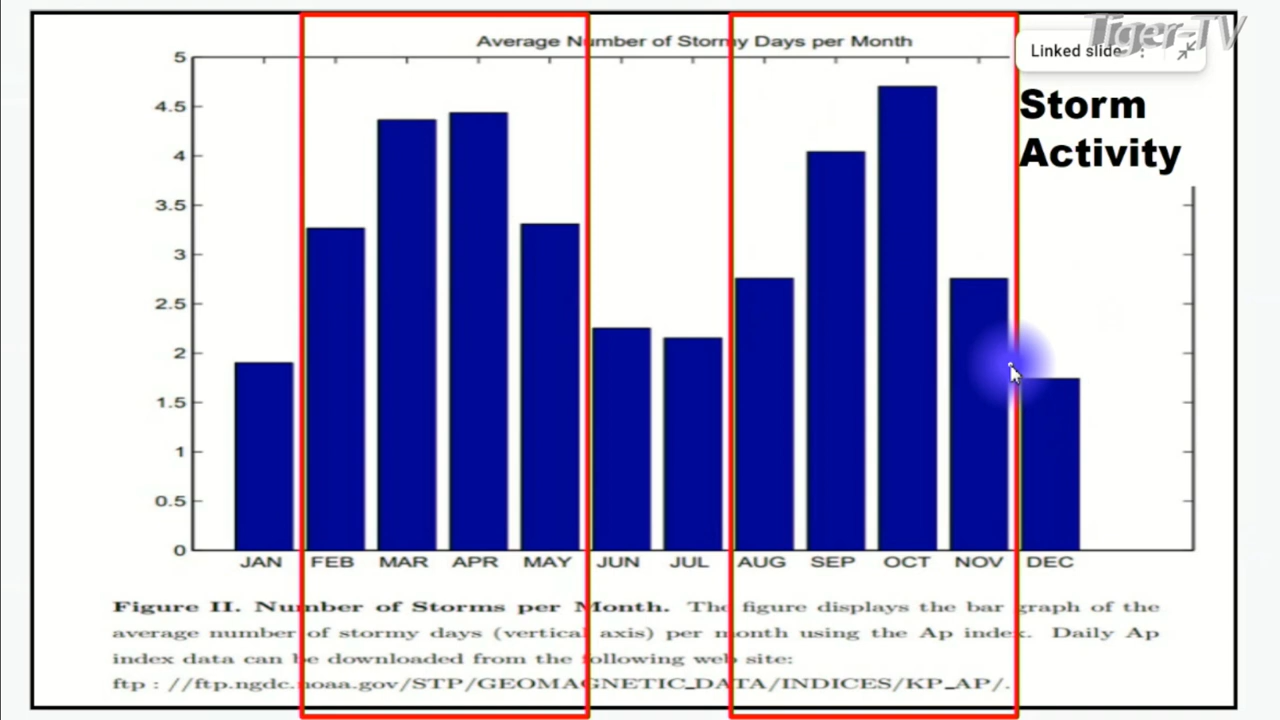 Tiger-TV
Average Number of Stormy Days per Month
Linked slide
Storm
Activity
5
4.5
4
3.5
3
2.5
2
1.5
1
0.5
0
JAN FEB MAR APR MAY JUN JUL AUG SEP OCT NOV DEC
Figure II. Number of Storms per Month. The figure displays the bar graph of the
average number of stormy days (vertical axis) per month using the Ap index. Daily Ap
index data can be downloaded from the following web site:
ftp : //ftp.ngdc.noaa.gov/STP/GEOMAGNETIC_DATA/INDICES/KP_AP/.